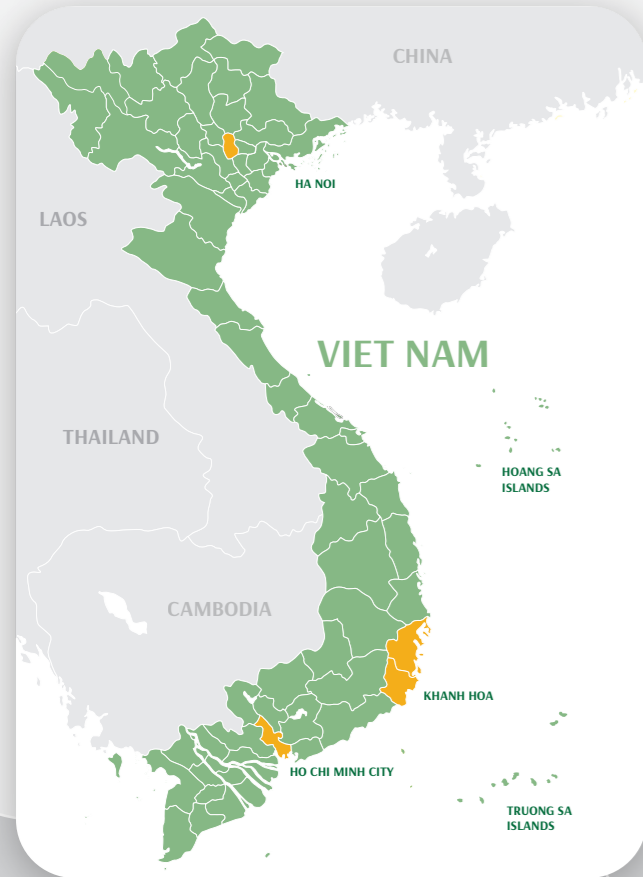 CHINA
HA NOI
LAOS
VIET NAM
THAILAND
HOANG SA
ISLANDS
CAMBODIA
KHANH HOA
HO CHI MINH CITY
TRUONG SA
ISLANDS